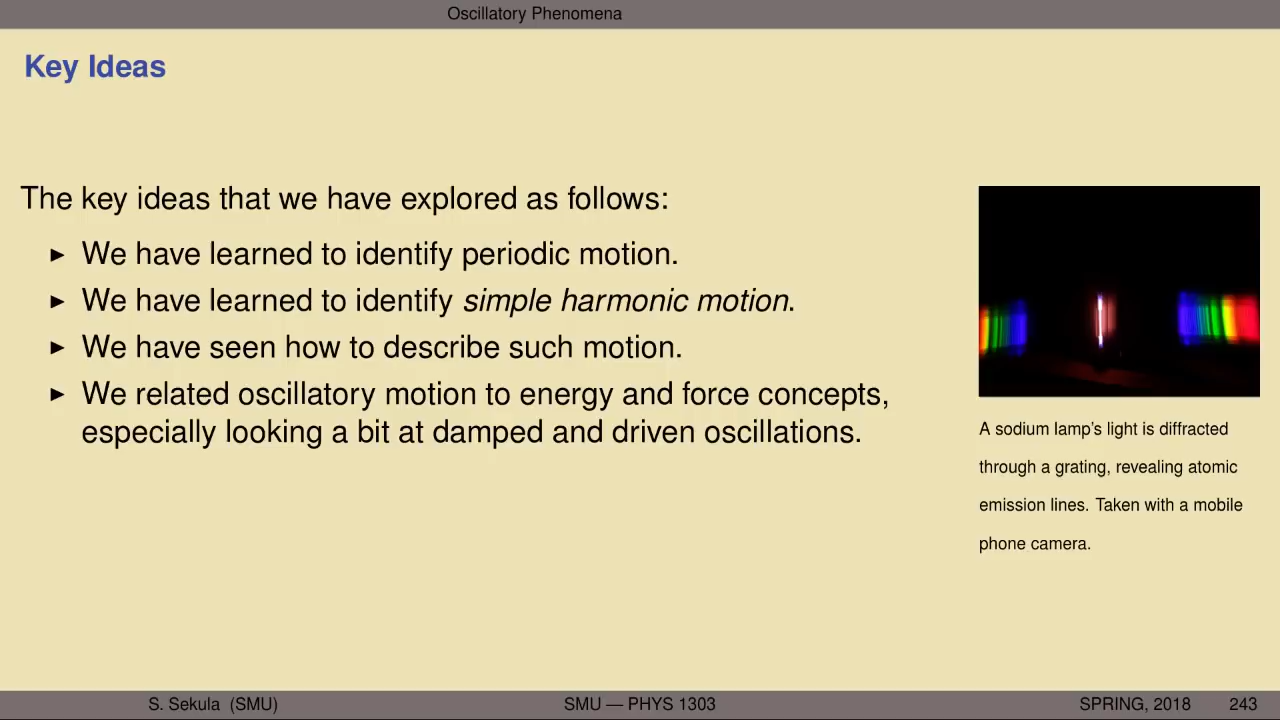 Oscillatory Phenomena
Key Ideas
The key ideas that we have explored as follows:
▶ We have learned to identify periodic motion.
▶ We have learned to identify simple harmonic motion.
▶ We have seen how to describe such motion.
▶ We related oscillatory motion to energy and force concepts,
especially looking a bit at damped and driven oscillations.
A sodium lamp's light is diffracted
through a grating, revealing atomic
emission lines. Taken with a mobile
phone camera.
S. Sekula (SMU) SMU — PHYS 1303 SPRING, 2018 243